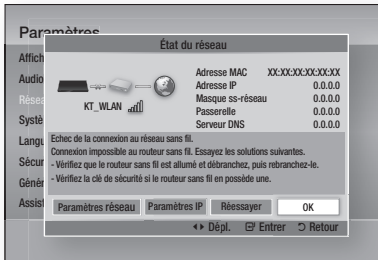 Paramètres
État du réseau
Affich
Audio
Résea
Systè
Langu
Sécur
Génér
Assist
KT_WLAN
Adresse MAC XX:XX:XX:XX:XX:XX
Adresse IP 0.0.0.0
Masque ss-réseau 0.0.0.0
Passerelle 0.0.0.0
Serveur DNS 0.0.0.0
Echec de la connexion au réseau sans fil.
Connexion impossible au routeur sans fil. Essayez les solutions suivantes.
- Vérifiez que le routeur sans fil est allumé et débranchez, puis rebranchez-le.
- Vérifiez la clé de sécurité si le routeur sans fil en possède une.
Paramètres réseau Paramètres IP Réessayer OK
Dépl. Entrer Retour